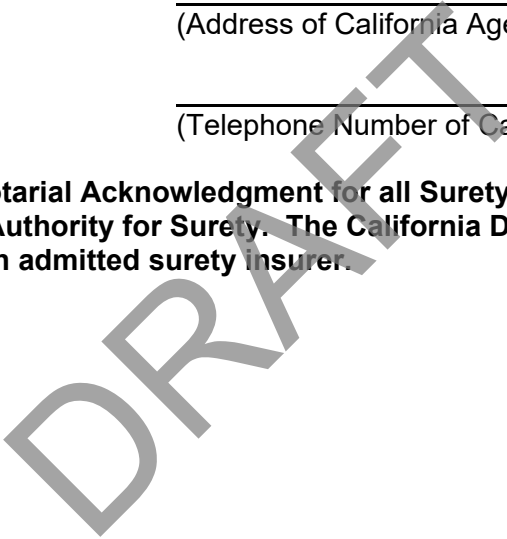 (Address of California Age
(Telephone Number of Ca
tarial Acknowledgment for all Surety
Authority for Surety. The California D
n admitted surety insurer.
DRAFT